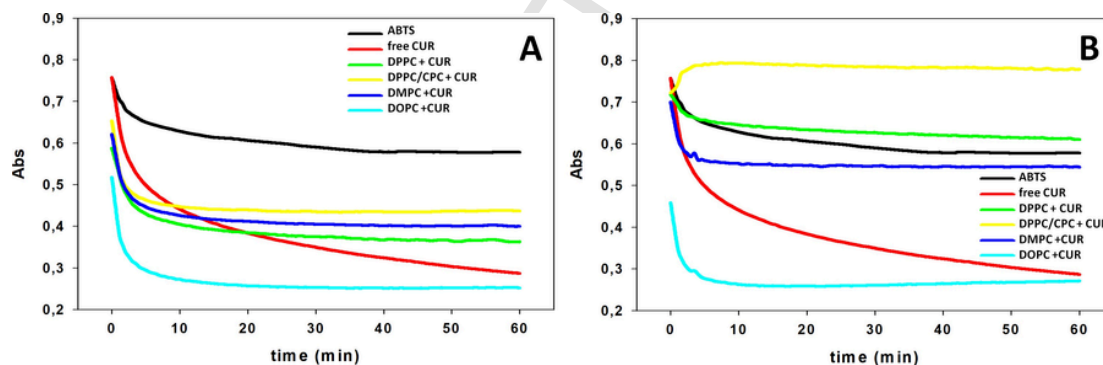 A
ABTS
free CUR
DPPC + CUR
DPPC/CPC + CUR
DMPC +CUR
DOPC +CUR
Abs
0,9
0,8
0,7
0,6
0,5
0,4
0,3
0,2
0
10
20
30
40
50
60
time (min)
B
ABTS
free CUR
DPPC + CUR
DPPC/CPC + CUR
DMPC +CUR
DOPC +CUR
Abs
0,9
0,8
0,7
0,6
0,5
0,4
0,3
0,2
0
10
20
30
40
50
60
time (min)